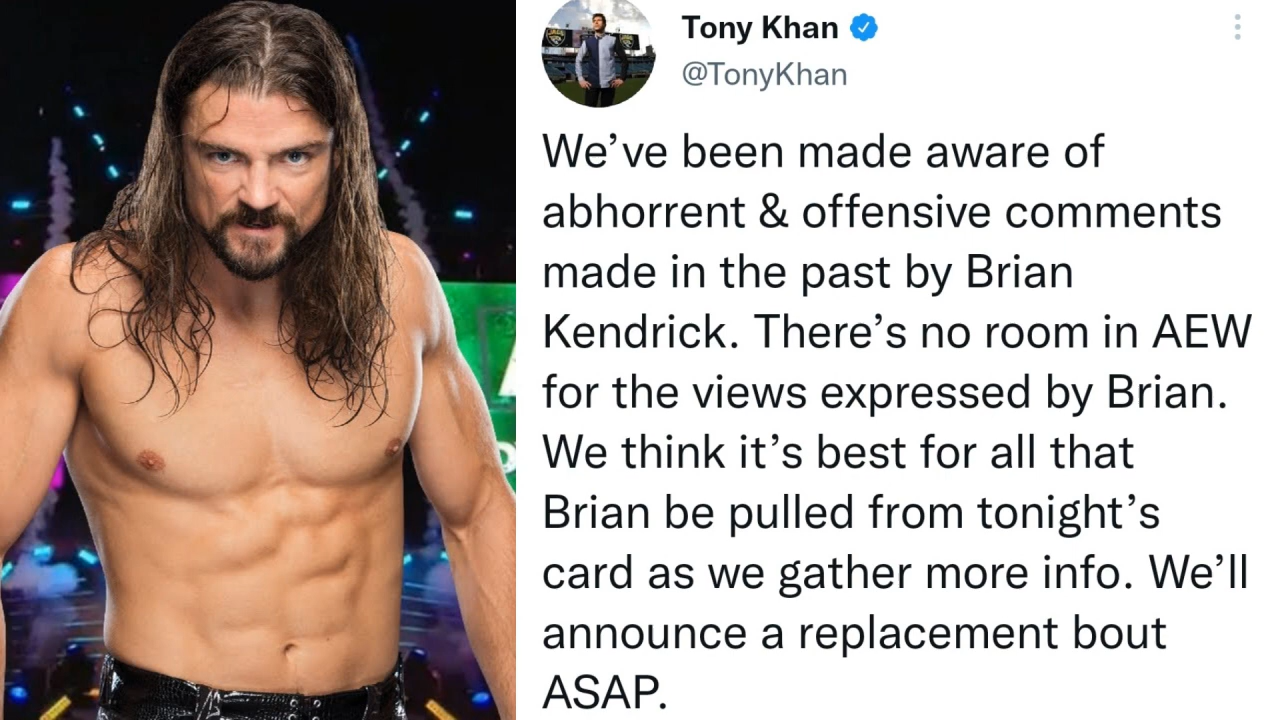 Tony Khan
@TonyKhan
We’ve been made aware of
abhorrent & offensive comments
made in the past by Brian
Kendrick. There’s no room in AEW
for the views expressed by Brian.
We think it’s best for all that
Brian be pulled from tonight’s
card as we gather more info. We’ll
announce a replacement bout
ASAP.